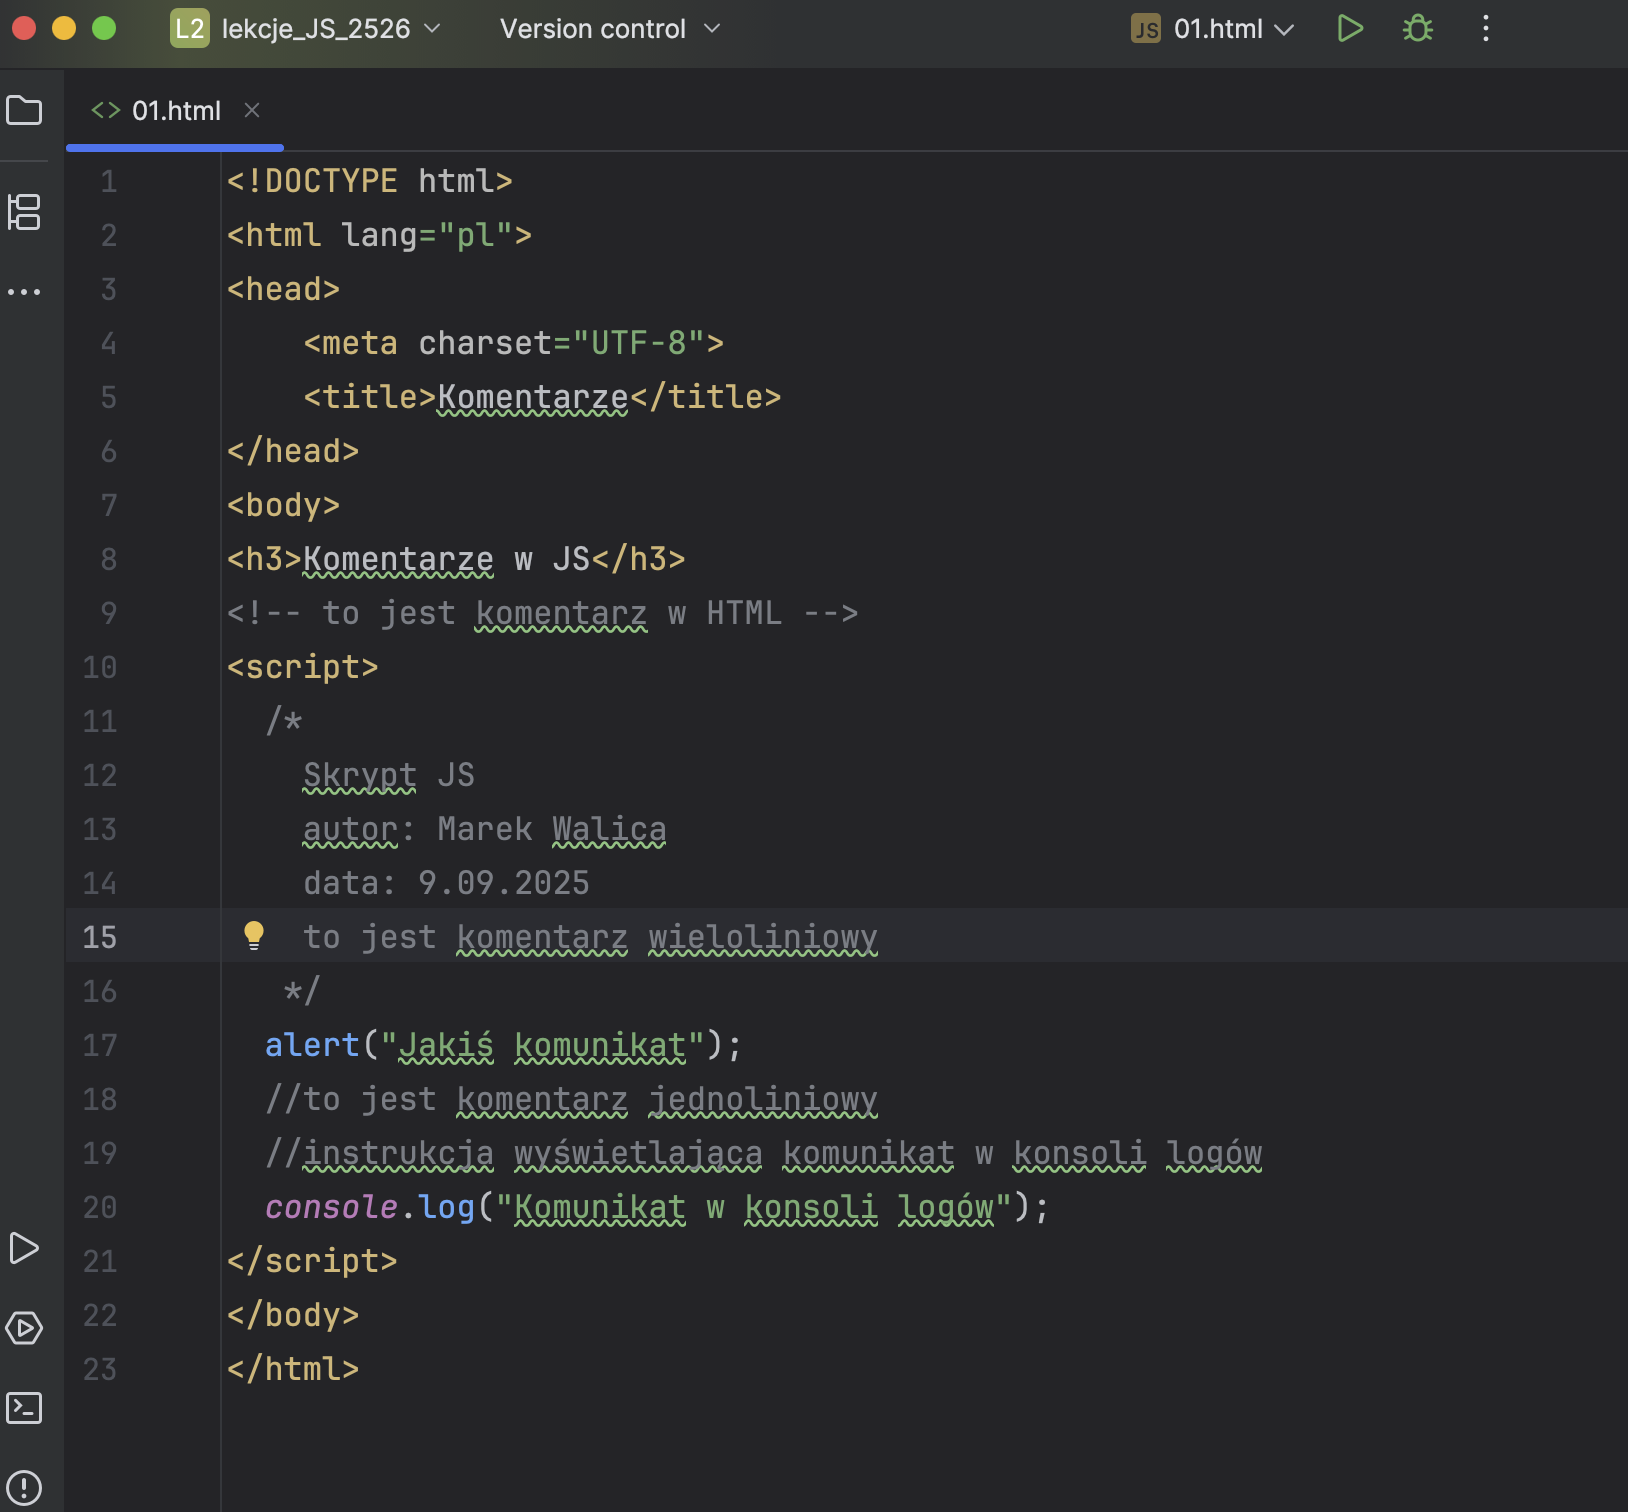 L2 lekcje_JS_2526 Version control JS 01.html
<> 01.html ×
1 <!DOCTYPE html>
2 <html lang="pl">
3 <head>
4     <meta charset="UTF-8">
5     <title>Komentarze</title>
6 </head>
7 <body>
8 <h3>Komentarze w JS</h3>
9 <!-- to jest komentarz w HTML -->
10 <script>
11   /*
12     Skrypt JS
13     autor: Marek Walica
14     data: 9.09.2025
15     to jest komentarz wieloliniowy
16    */
17   alert("Jakiś komunikat");
18   //to jest komentarz jednoliniowy
19   //instrukcja wyświetlająca komunikat w konsoli logów
20   console.log("Komunikat w konsoli logów");
21 </script>
22 </body>
23 </html>